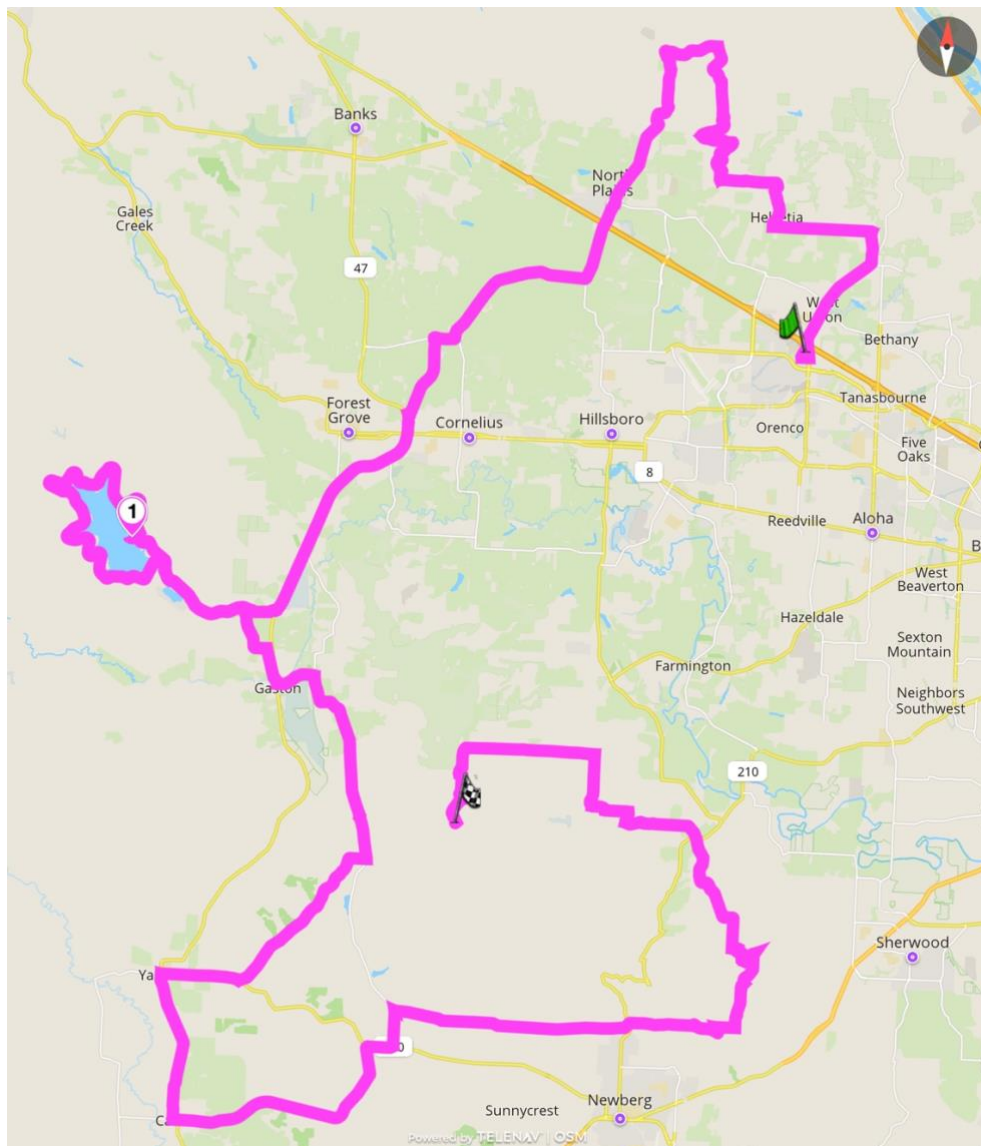 Banks
North
Plains
Gales
Creek
Helvetia
47
West
Union
Bethany
Tanasbourne
Forest
Grove
Cornelius
Hillsboro
Orenco
Five
Oaks
8
1
Reedville
Aloha
West
Beaverton
Hazeldale
Sexton
Mountain
Farmington
Gaston
Neighbors
Southwest
210
Sherwood
Ya
Ca
Sunnycrest
Newberg
Powered by TELENAV | OSM